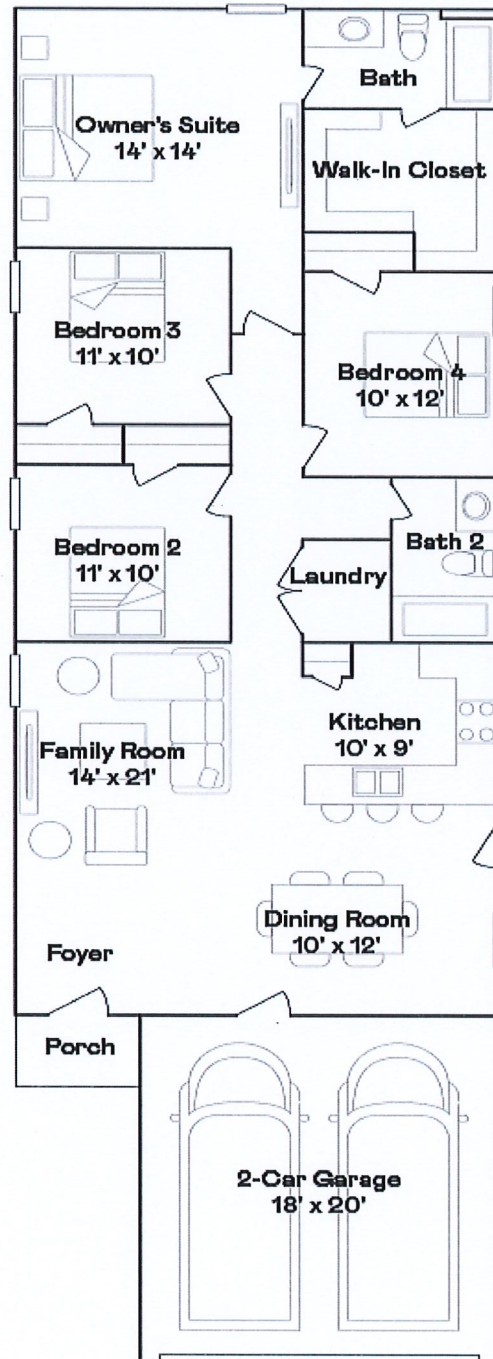 Bath
Owner's Suite
14' x 14'
Walk-In Closet
Bedroom 3
11' x 10'
Bedroom 4
10' x 12'
Bedroom 2
11' x 10'
Bath 2
Laundry
Kitchen
10' x 9'
Family Room
14' x 21'
Dining Room
10' x 12'
Foyer
Porch
2-Car Garage
18' x 20'